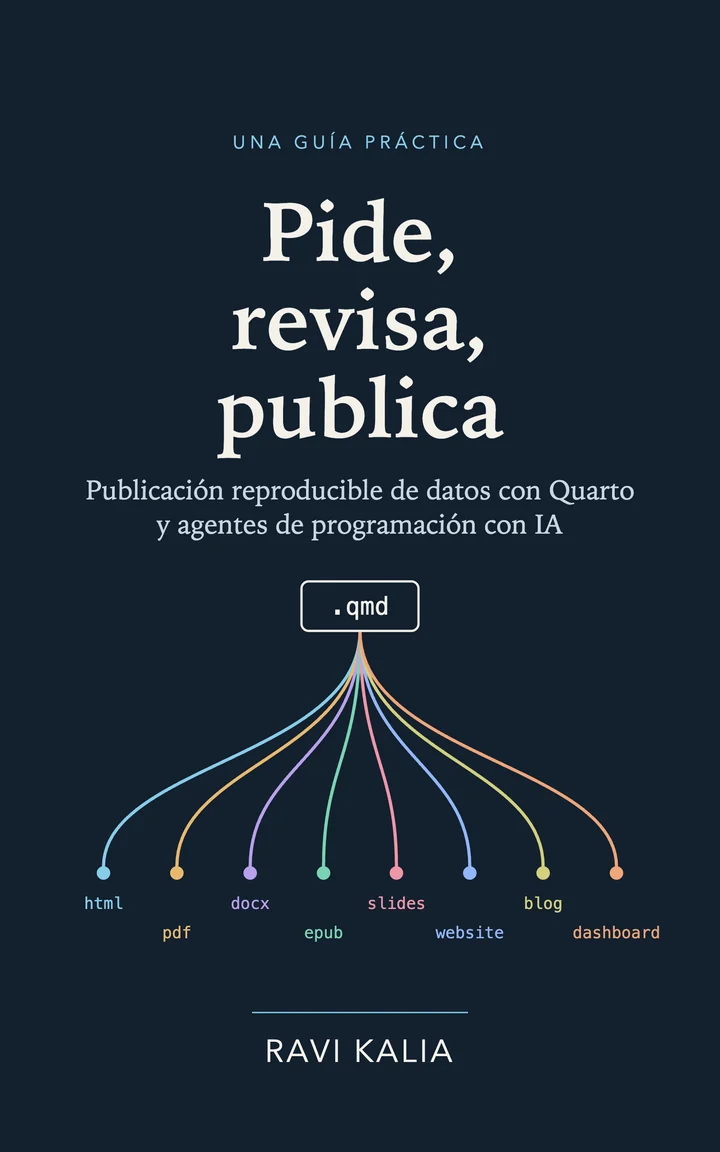 UNA GUÍA PRÁCTICA
Pide,
revisa,
publica
Publicación reproducible de datos con Quarto
y agentes de programación con IA
.qmd
html
pdf
docx
epub
slides
website
blog
dashboard
RAVI KALIA